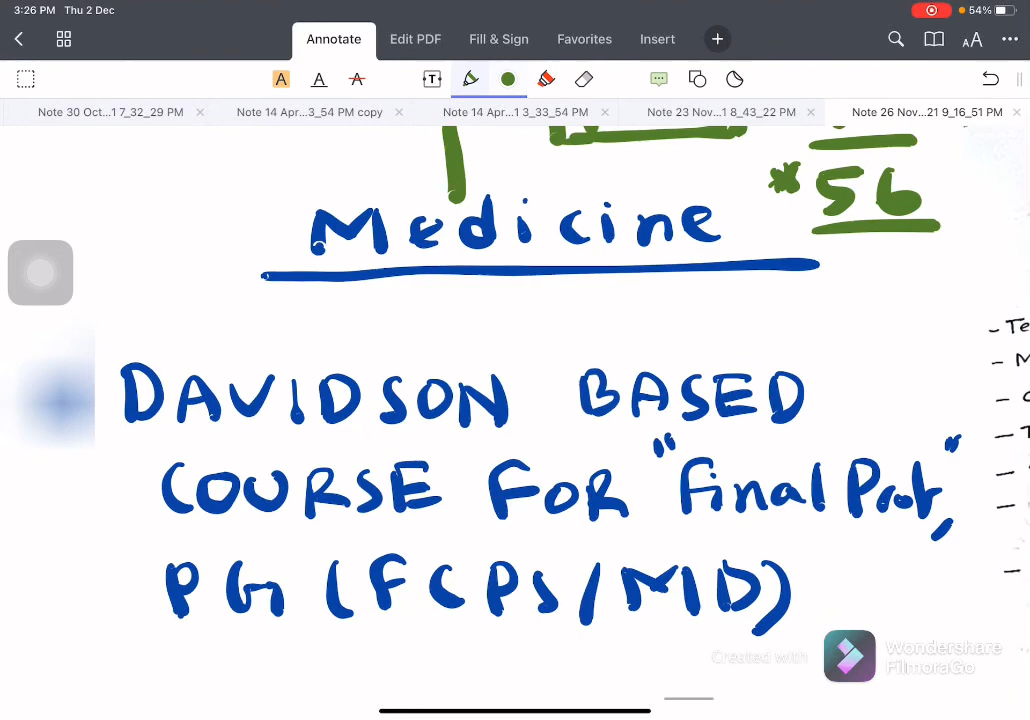 3:26 PM Thu 2 Dec 54%
Annotate Edit PDF Fill & Sign Favorites Insert
Note 30 Oct...1 7_32_29 PM Note 14 Apr...3_54 PM copy Note 14 Apr...1 3_33_54 PM Note 23 Nov...1 8_43_22 PM Note 26 Nov...21 9_16_51 PM
*56
Medicine
DAVIDSON BASED
COURSE FOR "Final Prof",
PG (FCPS/MD)
- Te
- M
Created with Wondershare
FilmoraGo